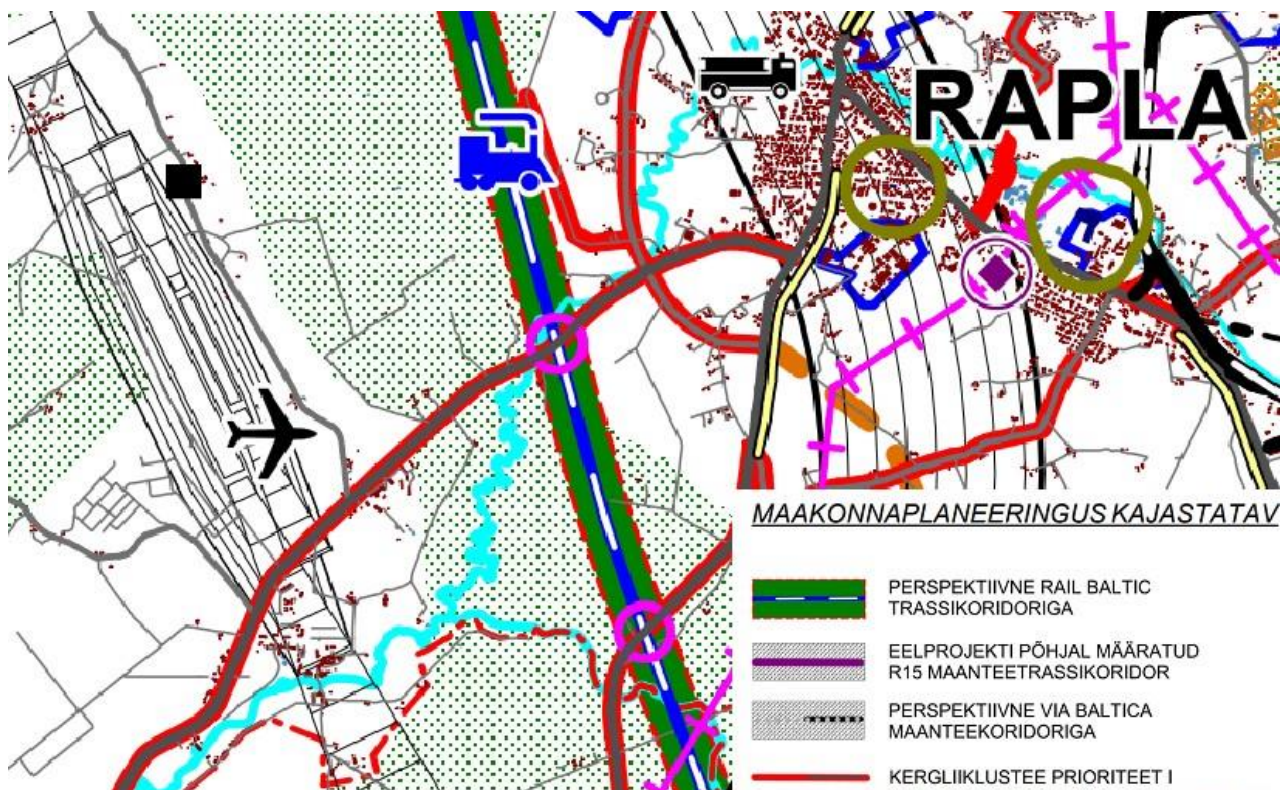 RAPLA
MAAKONNAPLANEERINGUS KAJASTATAV
PERSPEKTIIVNE RAIL BALTIC
TRASSIKORIDORIGA
EELPROJEKTI PÕHJAL MÄÄRATUD
R15 MAANTEETRASSIKORIDOR
PERSPEKTIIVNE VIA BALTICA
MAANTEEKORIDORIGA
KERGLIIKLUSTEE PRIORITEET I